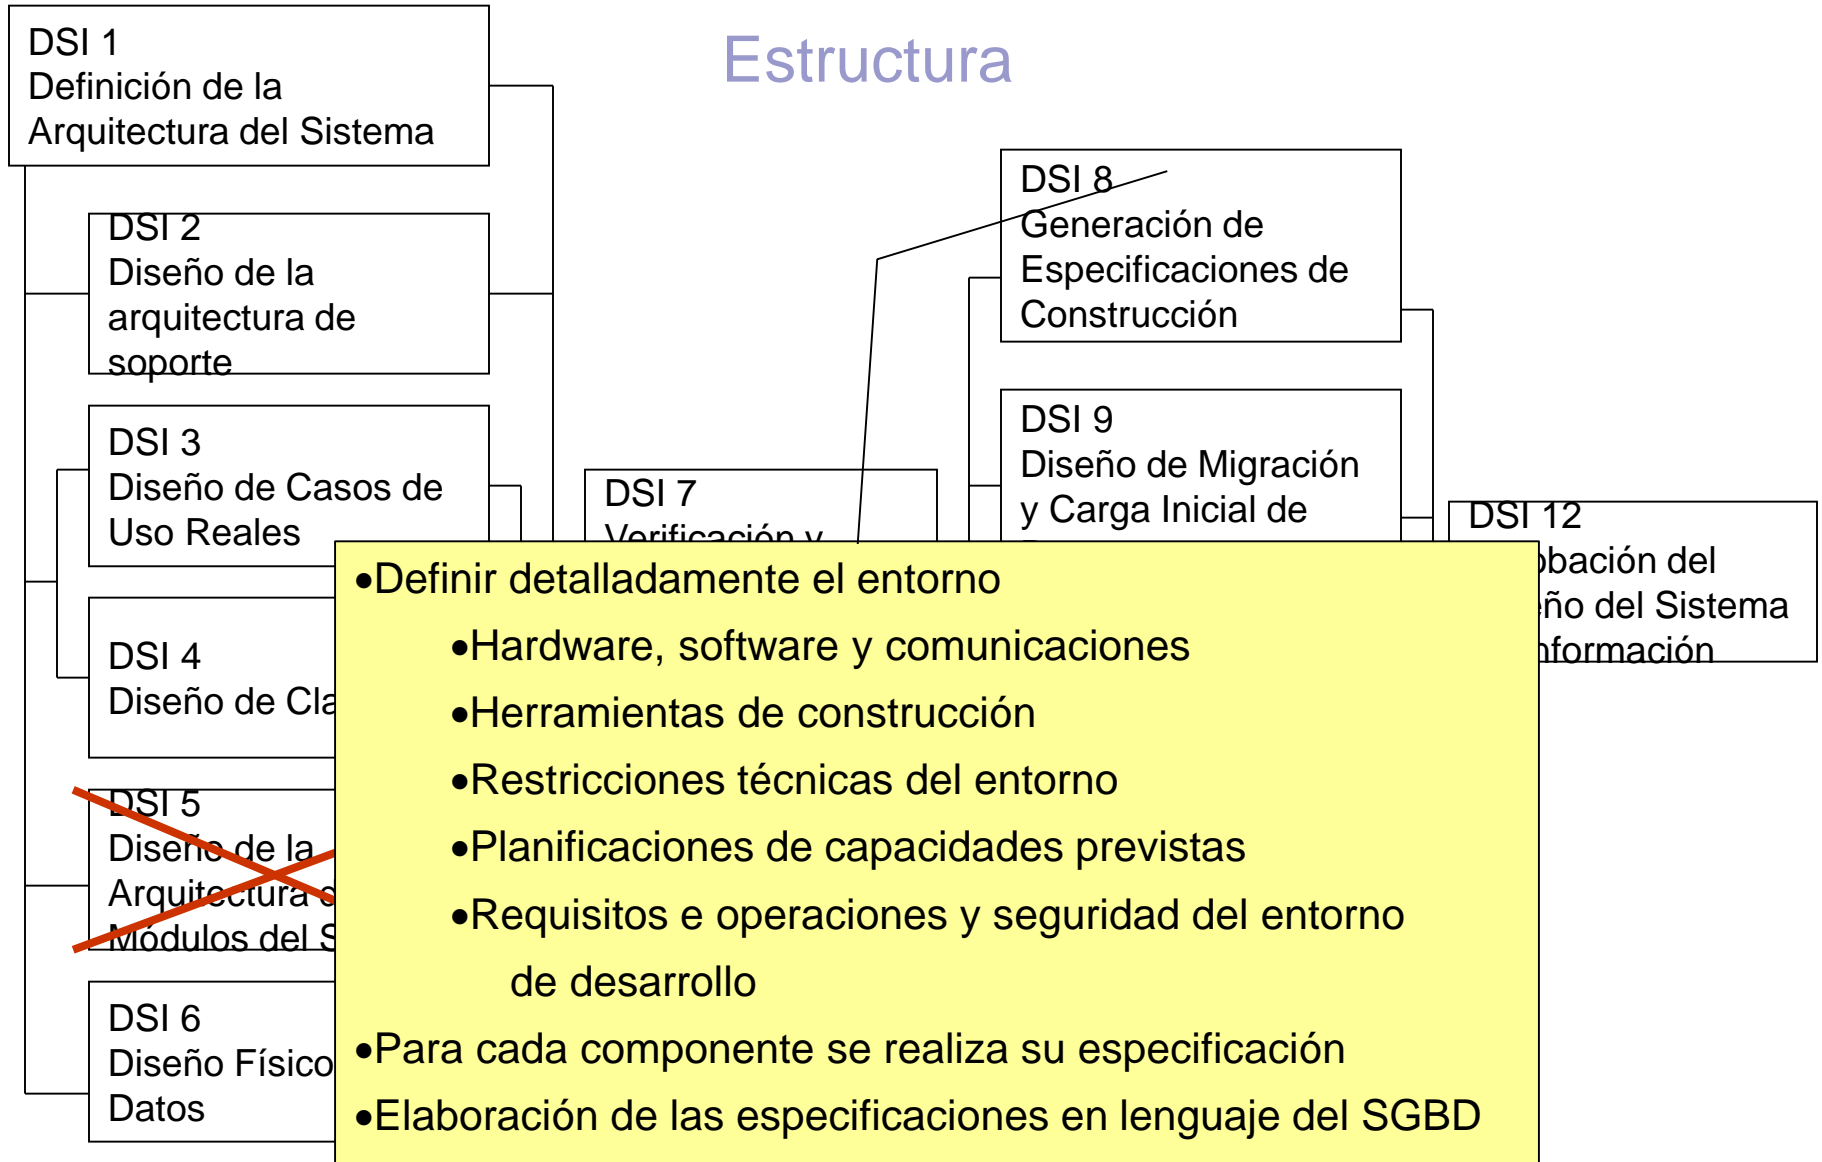 Estructura
DSI 1
Definición de la
Arquitectura del Sistema
DSI 2
Diseño de la
arquitectura de
soporte
DSI 3
Diseño de Casos de
Uso Reales
DSI 4
Diseño de Cla
DSI 5
Diseño de la
Arquitectura d
Módulos del S
DSI 6
Diseño Físico
Datos
DSI 7
Verificación y
DSI 8
Generación de
Especificaciones de
Construcción
DSI 9
Diseño de Migración
y Carga Inicial de
DSI 12
bación del
eño del Sistema
nformación
•Definir detalladamente el entorno
•Hardware, software y comunicaciones
•Herramientas de construcción
•Restricciones técnicas del entorno
•Planificaciones de capacidades previstas
•Requisitos e operaciones y seguridad del entorno
de desarrollo
•Para cada componente se realiza su especificación
•Elaboración de las especificaciones en lenguaje del SGBD